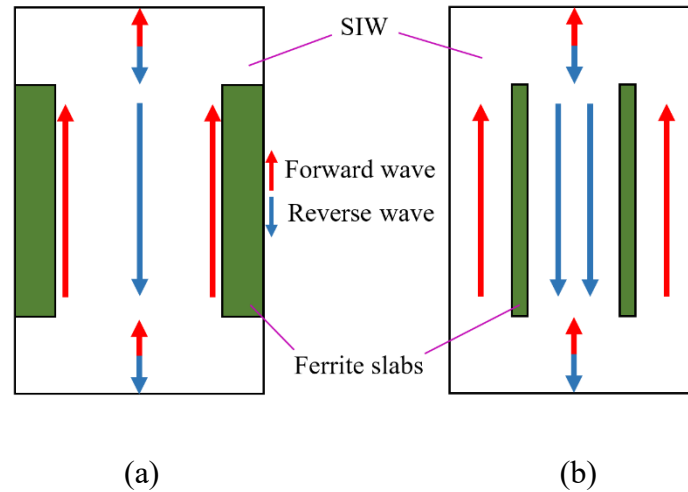 SIW
Forward wave
Reverse wave
Ferrite slabs
(a)
(b)